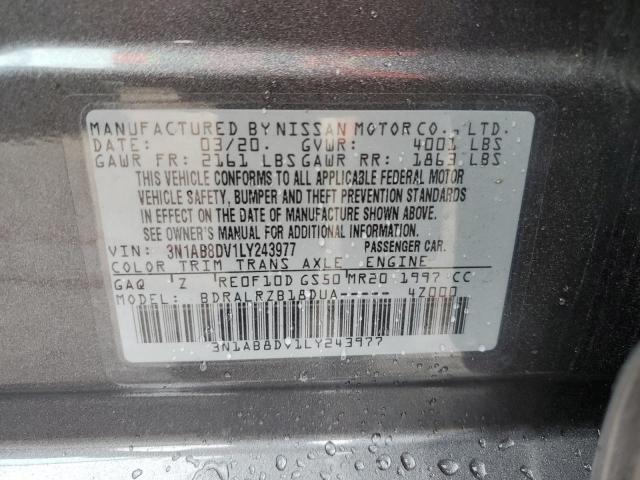 MANUFACTURED BY NISSAN MOTOR CO., LTD.
DATE: 03/20. GVWR: 4001 LBS
GAWR FR: 2161 LBS GAWR RR: 1863 LBS
THIS VEHICLE CONFORMS TO ALL APPLICABLE FEDERAL MOTOR
VEHICLE SAFETY, BUMPER AND THEFT PREVENTION STANDARDS
IN EFFECT ON THE DATE OF MANUFACTURE SHOWN ABOVE.
SEE OWNER'S MANUAL FOR ADDITIONAL INFORMATION
VIN: 3N1AB8DV1LY243977 PASSENGER CAR.
COLOR TRIM TRANS AXLE ENGINE
GAQ Z RE0F10D GS50 MR20 1997 CC
BDRALRZB18DUA----- 4Z000
3N1AB8DV1LY243977